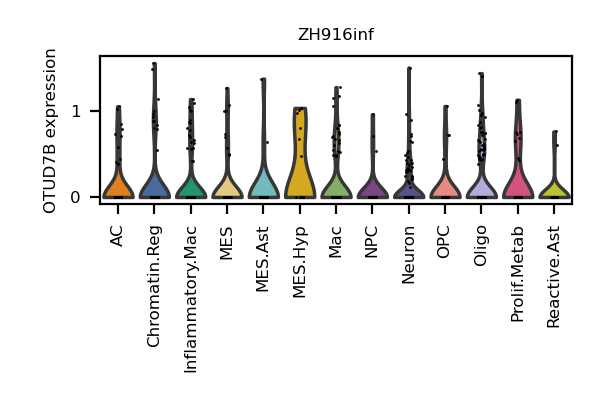 ZH916inf
OTUD7B expression
1
0
AC
Chromatin.Reg
Inflammatory.Mac
MES
MES.Ast
MES.Hyp
Mac
NPC
Neuron
OPC
Oligo
Prolif.Metab
Reactive.Ast